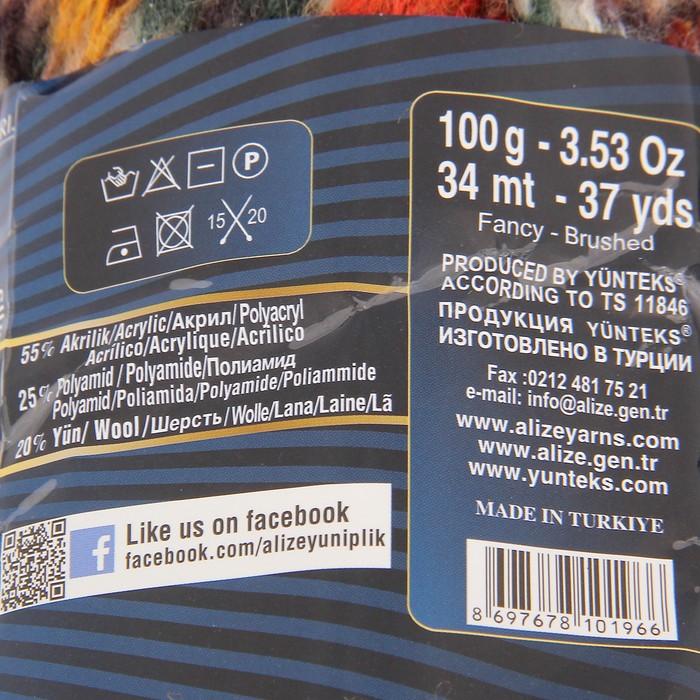 P
15 20
55% Akrilik/Acrylic/Акрил/Polyacryl
Acrílico/Acrylique/Acrilico
25% Polyamid / Polyamide/Полиамид
Polyamid/Poliamida/Polyamide/Poliammide
20% Yün/ Wool/Шерсть/Wolle/Lana/Laine/Lã
Like us on facebook
facebook.com/alizeyuniplik
100 g - 3.53 Oz
34 mt - 37 yds
Fancy - Brushed
PRODUCED BY YÜNTEKS®
ACCORDING TO TS 11846
ПРОДУКЦИЯ YÜNTEKS®
ИЗГОТОВЛЕНО В ТУРЦИИ
Fax :0212 481 75 21
e-mail: info@alize.gen.tr
www.alizeyarns.com
www.alize.gen.tr
www.yunteks.com
MADE IN TURKIYE
8 697678 101966